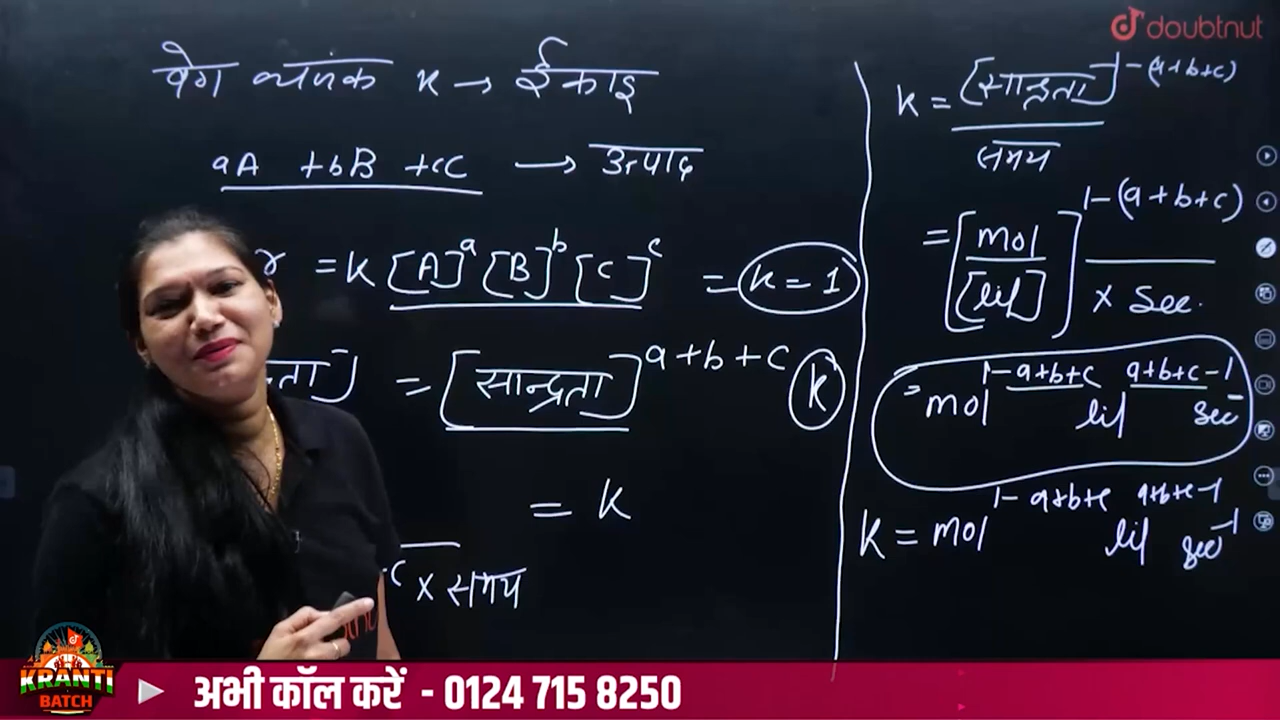 doubtnut
वेग स्थिरांक K → ईकाइ
aA + bB + cC → उत्पाद
r = K [A]^a [B]^b [C]^c = K = 1
= [सान्द्रता]^{a+b+c} K
= K
× समय
K = [सान्द्रता]^{1-(a+b+c)}
समय
= [mol / [lit]]^{1-(a+b+c)}
× Sec.
= mol^{1-a+b+c} lit^{a+b+c-1} sec^-
K = mol^{1-a+b+c} lit^{a+b+c-1} sec^{-1}
KRANTI
BATCH
अभी कॉल करें - 0124 715 8250